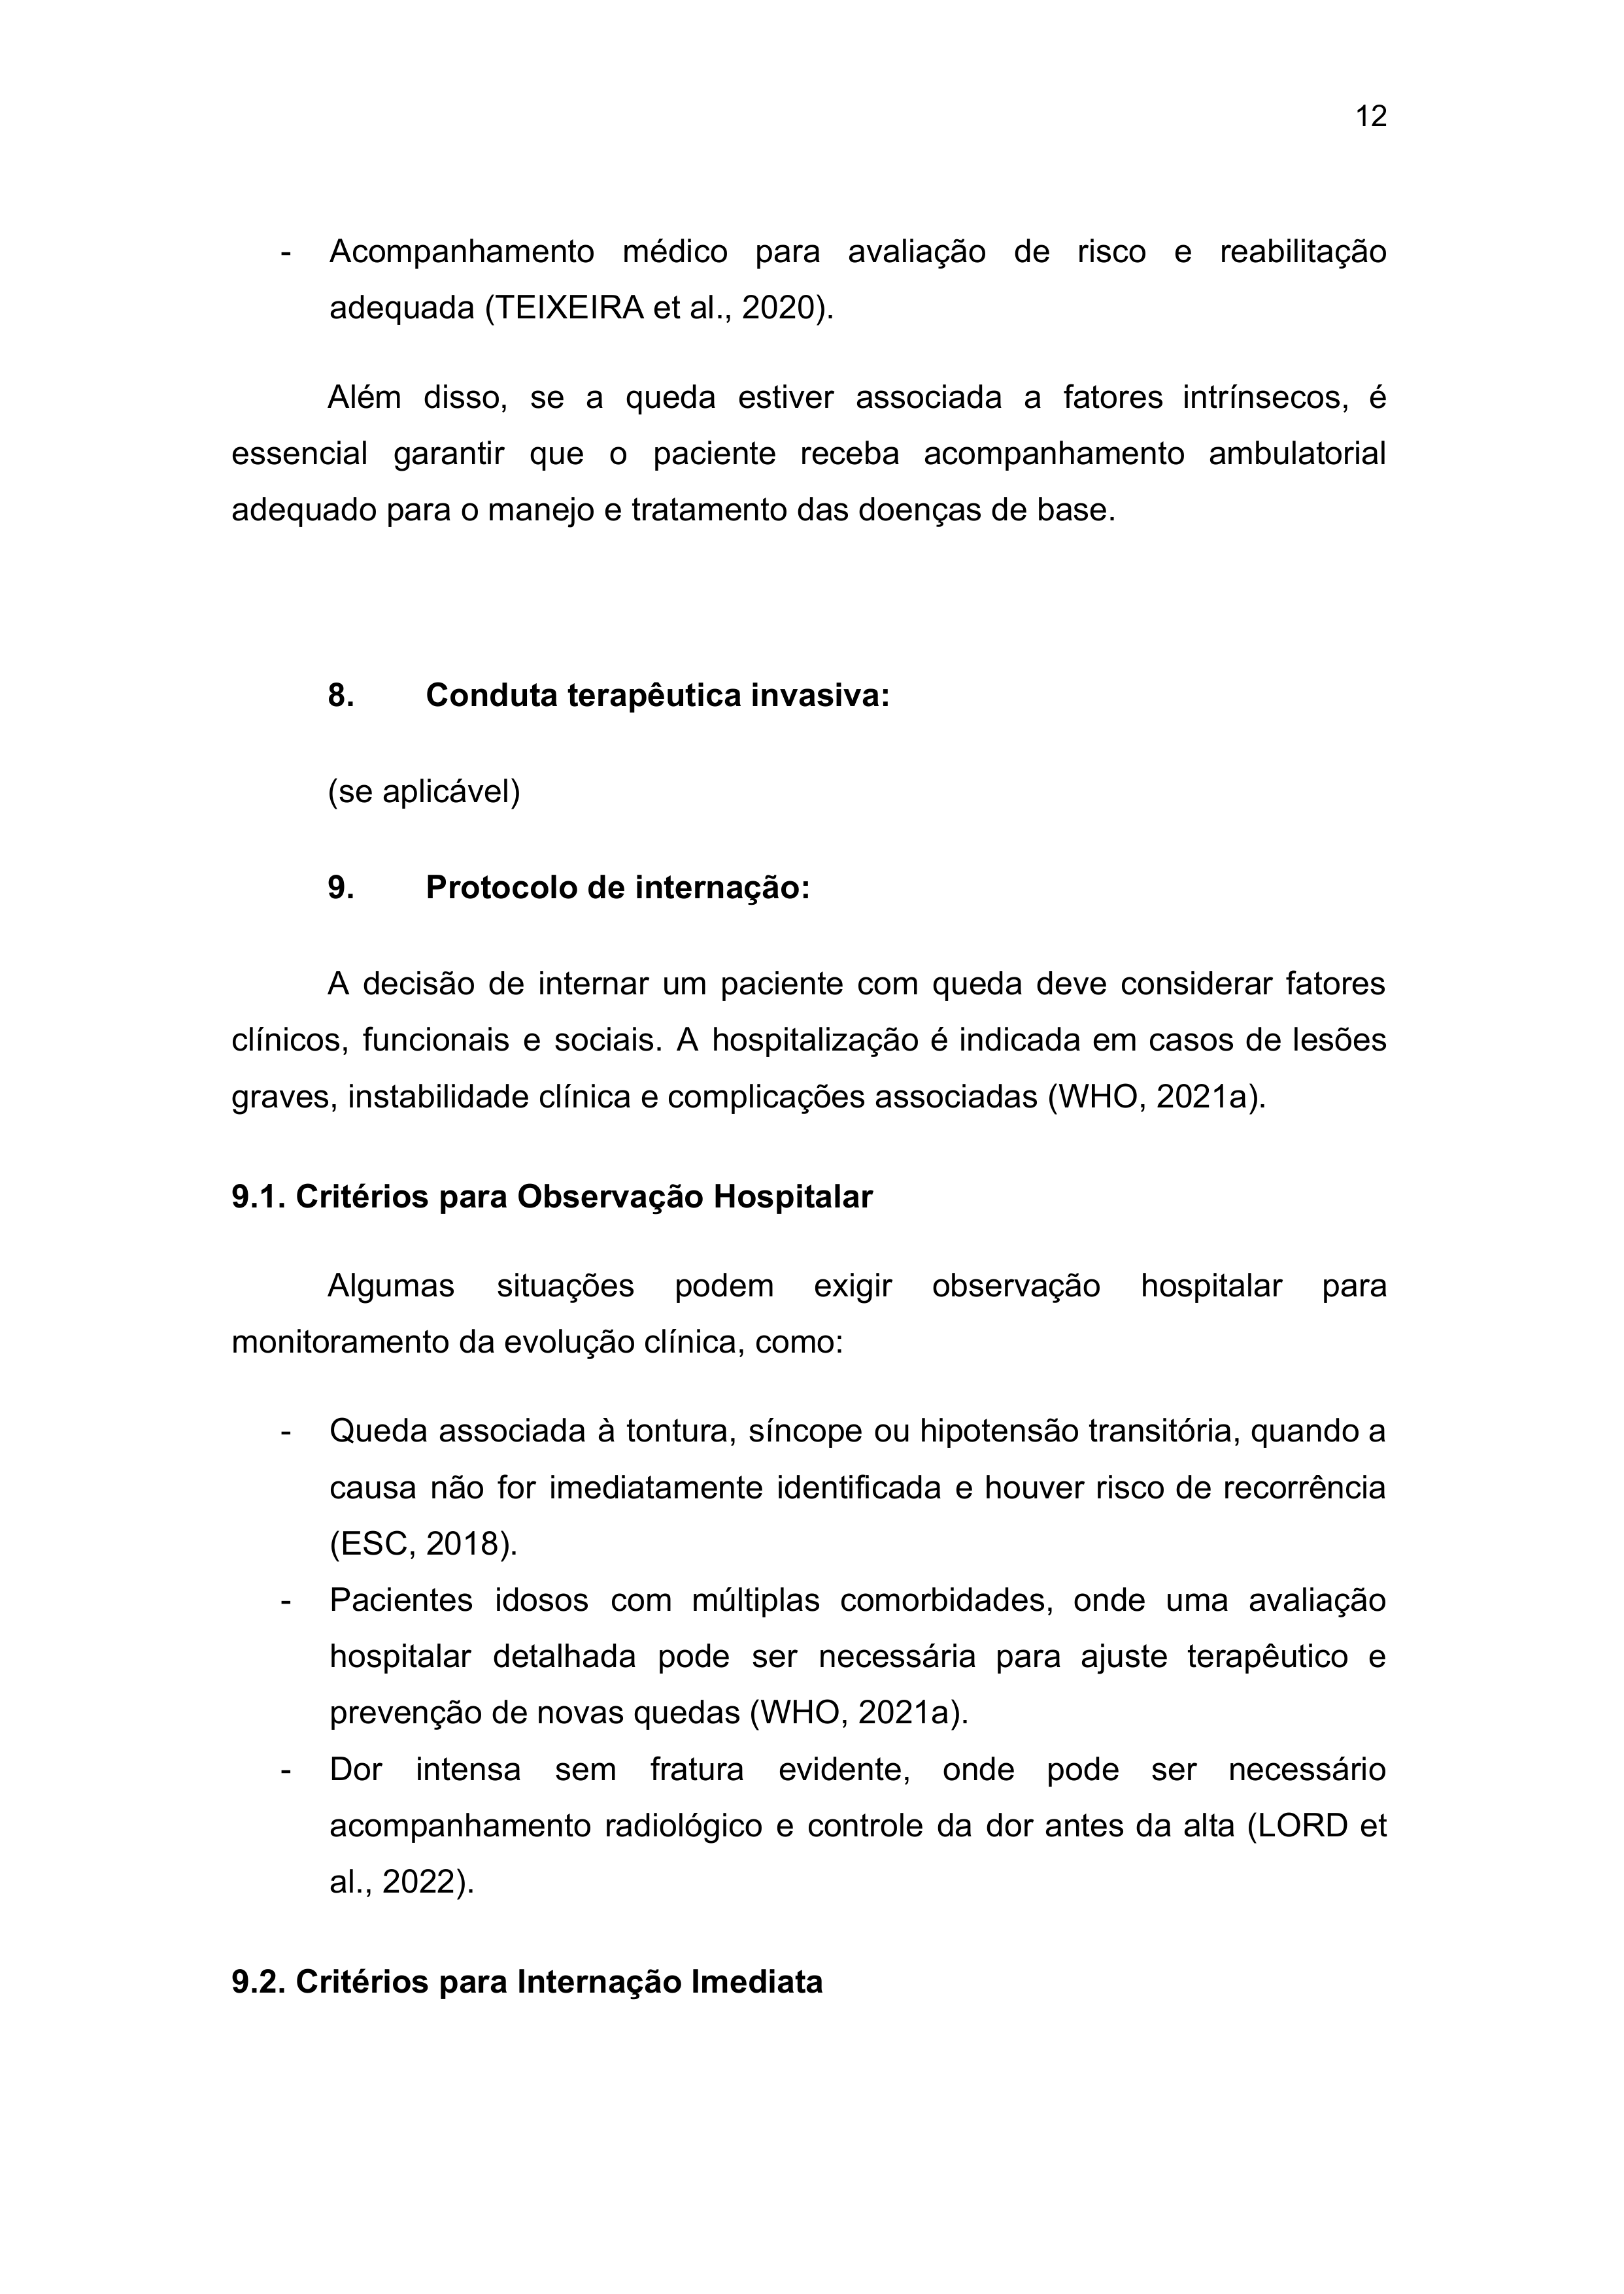 12
- Acompanhamento médico para avaliação de risco e reabilitação
adequada (TEIXEIRA et al., 2020).
Além disso, se a queda estiver associada a fatores intrínsecos, é
essencial garantir que o paciente receba acompanhamento ambulatorial
adequado para o manejo e tratamento das doenças de base.
8. Conduta terapêutica invasiva:
(se aplicável)
9. Protocolo de internação:
A decisão de internar um paciente com queda deve considerar fatores
clínicos, funcionais e sociais. A hospitalização é indicada em casos de lesões
graves, instabilidade clínica e complicações associadas (WHO, 2021a).
9.1. Critérios para Observação Hospitalar
Algumas situações podem exigir observação hospitalar para
monitoramento da evolução clínica, como:
- Queda associada à tontura, síncope ou hipotensão transitória, quando a
causa não for imediatamente identificada e houver risco de recorrência
(ESC, 2018).
- Pacientes idosos com múltiplas comorbidades, onde uma avaliação
hospitalar detalhada pode ser necessária para ajuste terapêutico e
prevenção de novas quedas (WHO, 2021a).
- Dor intensa sem fratura evidente, onde pode ser necessário
acompanhamento radiológico e controle da dor antes da alta (LORD et
al., 2022).
9.2. Critérios para Internação Imediata